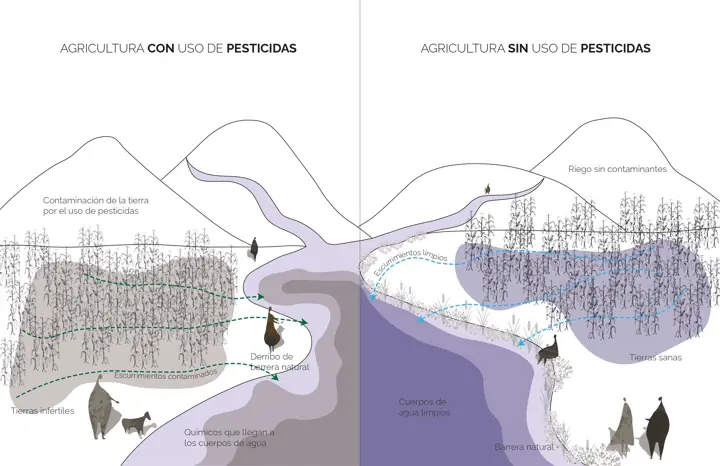 AGRICULTURA CON USO DE PESTICIDAS
Contaminación de la tierra
por el uso de pesticidas
Derribo de
barrera natural
Escurrimientos contaminados
Tierras infértiles
Químicos que llegan a
los cuerpos de agua
AGRICULTURA SIN USO DE PESTICIDAS
Riego sin contaminantes
Escurrimientos limpios
Tierras sanas
Cuerpos de
agua limpios
Barrera natural